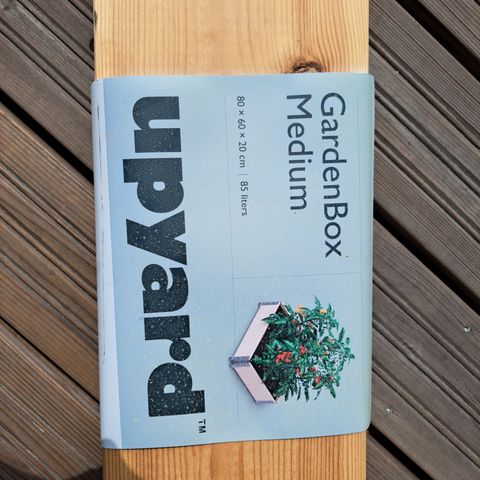 GardenBox
Medium
80 × 60 × 20 cm | 85 liters
upyard™